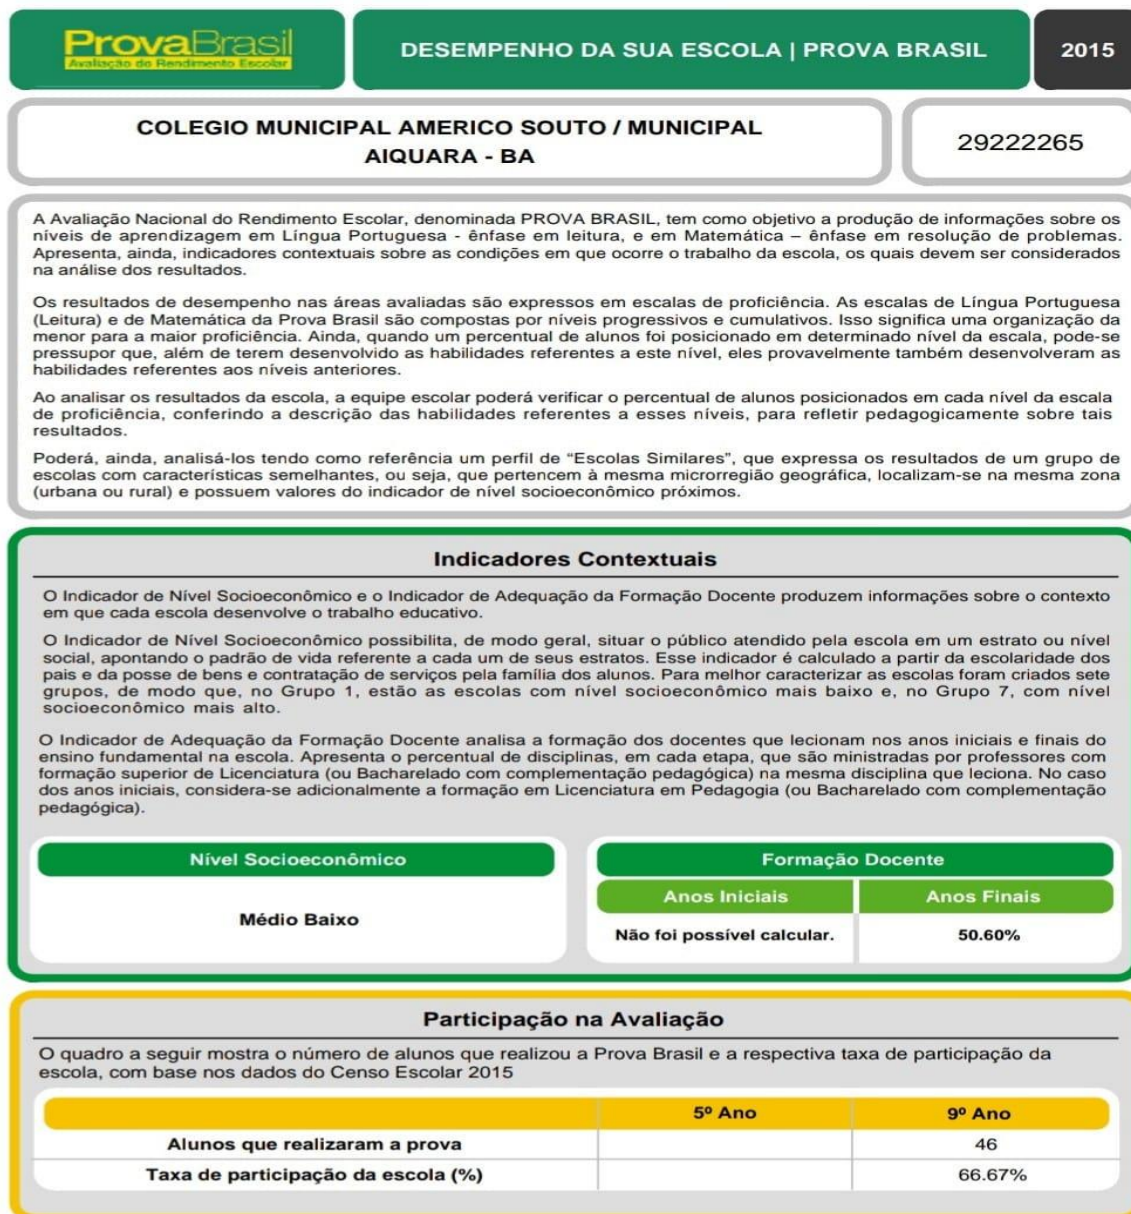 ProvaBrasil
Avaliação do Rendimento Escolar
DESEMPENHO DA SUA ESCOLA | PROVA BRASIL
2015
COLEGIO MUNICIPAL AMERICO SOUTO / MUNICIPAL
AIQUARA - BA
29222265
A Avaliação Nacional do Rendimento Escolar, denominada PROVA BRASIL, tem como objetivo a produção de informações sobre os
níveis de aprendizagem em Língua Portuguesa - ênfase em leitura, e em Matemática – ênfase em resolução de problemas.
Apresenta, ainda, indicadores contextuais sobre as condições em que ocorre o trabalho da escola, os quais devem ser considerados
na análise dos resultados.
Os resultados de desempenho nas áreas avaliadas são expressos em escalas de proficiência. As escalas de Língua Portuguesa
(Leitura) e de Matemática da Prova Brasil são compostas por níveis progressivos e cumulativos. Isso significa uma organização da
menor para a maior proficiência. Ainda, quando um percentual de alunos foi posicionado em determinado nível da escala, pode-se
pressupor que, além de terem desenvolvido as habilidades referentes a este nível, eles provavelmente também desenvolveram as
habilidades referentes aos níveis anteriores.
Ao analisar os resultados da escola, a equipe escolar poderá verificar o percentual de alunos posicionados em cada nível da escala
de proficiência, conferindo a descrição das habilidades referentes a esses níveis, para refletir pedagogicamente sobre tais
resultados.
Poderá, ainda, analisá-los tendo como referência um perfil de “Escolas Similares”, que expressa os resultados de um grupo de
escolas com características semelhantes, ou seja, que pertencem à mesma microrregião geográfica, localizam-se na mesma zona
(urbana ou rural) e possuem valores do indicador de nível socioeconômico próximos.
Indicadores Contextuais
O Indicador de Nível Socioeconômico e o Indicador de Adequação da Formação Docente produzem informações sobre o contexto
em que cada escola desenvolve o trabalho educativo.
O Indicador de Nível Socioeconômico possibilita, de modo geral, situar o público atendido pela escola em um estrato ou nível
social, apontando o padrão de vida referente a cada um de seus estratos. Esse indicador é calculado a partir da escolaridade dos
pais e da posse de bens e contratação de serviços pela família dos alunos. Para melhor caracterizar as escolas foram criados sete
grupos, de modo que, no Grupo 1, estão as escolas com nível socioeconômico mais baixo e, no Grupo 7, com nível
socioeconômico mais alto.
O Indicador de Adequação da Formação Docente analisa a formação dos docentes que lecionam nos anos iniciais e finais do
ensino fundamental na escola. Apresenta o percentual de disciplinas, em cada etapa, que são ministradas por professores com
formação superior de Licenciatura (ou Bacharelado com complementação pedagógica) na mesma disciplina que leciona. No caso
dos anos iniciais, considera-se adicionalmente a formação em Licenciatura em Pedagogia (ou Bacharelado com complementação
pedagógica).
Nível Socioeconômico
Médio Baixo
Formação Docente
Anos Iniciais Anos Finais
Não foi possível calcular. 50.60%
Participação na Avaliação
O quadro a seguir mostra o número de alunos que realizou a Prova Brasil e a respectiva taxa de participação da
escola, com base nos dados do Censo Escolar 2015
5º Ano 9º Ano
Alunos que realizaram a prova 46
Taxa de participação da escola (%) 66.67%